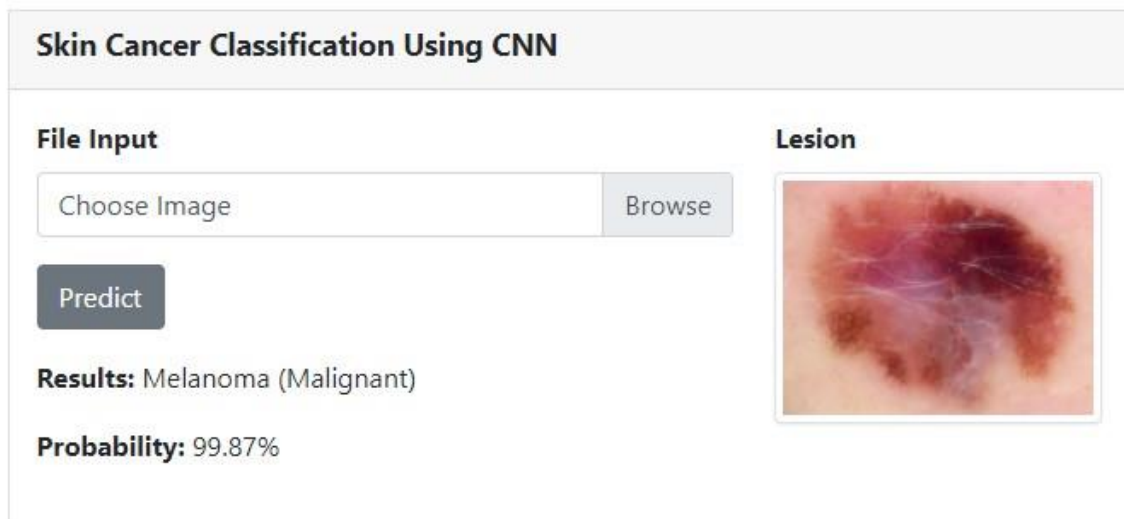 Skin Cancer Classification Using CNN
File Input
Choose Image
Browse
Predict
Results: Melanoma (Malignant)
Probability: 99.87%
Lesion